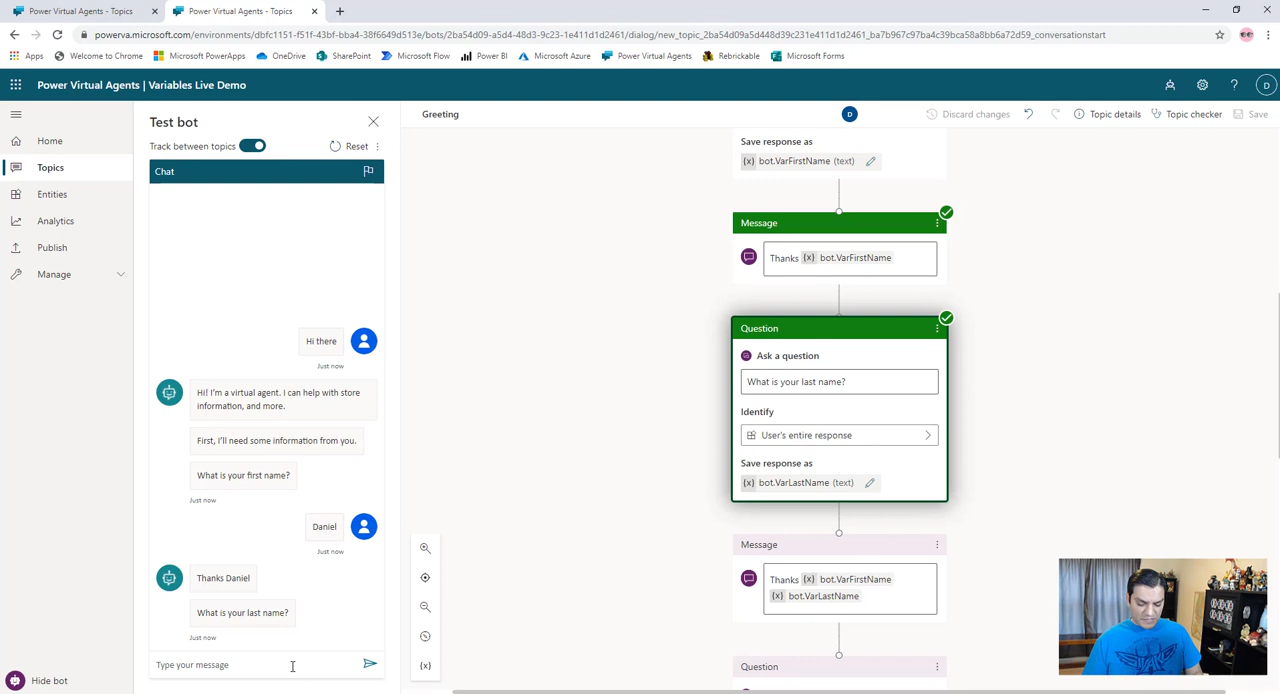 Power Virtual Agents - Topics
Power Virtual Agents - Topics
powerva.microsoft.com/environments/dbfc1151-f51f-43bf-bba4-38f6649d513e/bots/2ba54d09-a5d4-48d3-9c23-1e411d1d2461/dialog/new_topic_2ba54d09a5d448d39c231e411d1d2461_ba7b967c97ba4c39bca58a8bb6a72d59_conversationstart
Apps
Welcome to Chrome
Microsoft PowerApps
OneDrive
SharePoint
Microsoft Flow
Power BI
Microsoft Azure
Power Virtual Agents
Rebrickable
Microsoft Forms
Power Virtual Agents | Variables Live Demo
D
Home
Topics
Entities
Analytics
Publish
Manage
Hide bot
Test bot
Track between topics
Reset
Chat
Hi there
Just now
Hi! I'm a virtual agent. I can help with store
information, and more.
First, I'll need some information from you.
What is your first name?
Just now
Daniel
Just now
Thanks Daniel
What is your last name?
Just now
Type your message
Greeting
D
Discard changes
Topic details
Topic checker
Save
Save response as
{x} bot.VarFirstName (text)
Message
Thanks {x} bot.VarFirstName
Question
Ask a question
What is your last name?
Identify
User's entire response
Save response as
{x} bot.VarLastName (text)
Message
Thanks {x} bot.VarFirstName
{x} bot.VarLastName
Question
{x}